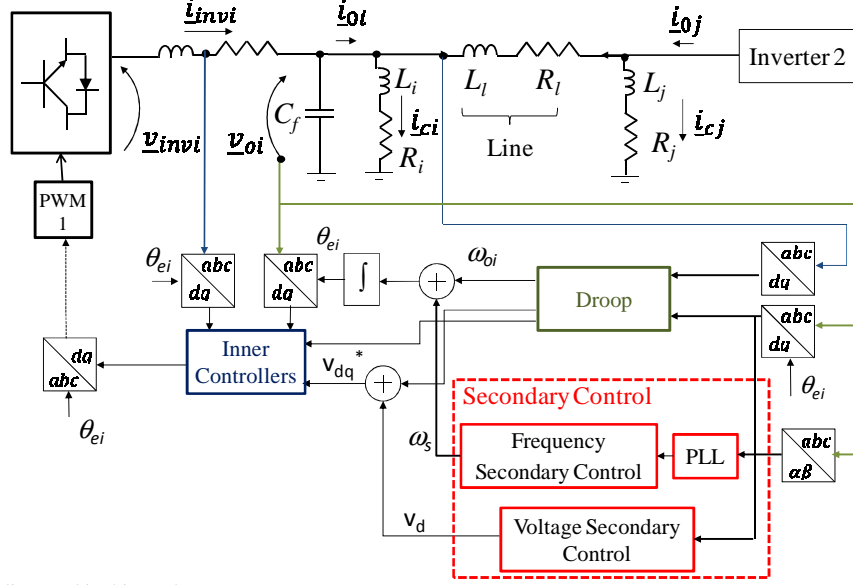 i_invi
i_0i
i_0j
Inverter 2
L_i
L_l
R_l
L_j
C_f
v_invi
v_oi
i_ci
R_i
Line
R_j
i_cj
PWM
1
θ_ei
θ_ei
ω_oi
abc
dq
abc
dq
∫
+
Droop
abc
dq
abc
dq
θ_ei
Inner
Controllers
v_dq*
+
dq
abc
θ_ei
Secondary Control
ω_s
Frequency
Secondary Control
PLL
abc
αβ
v_d
Voltage Secondary
Control